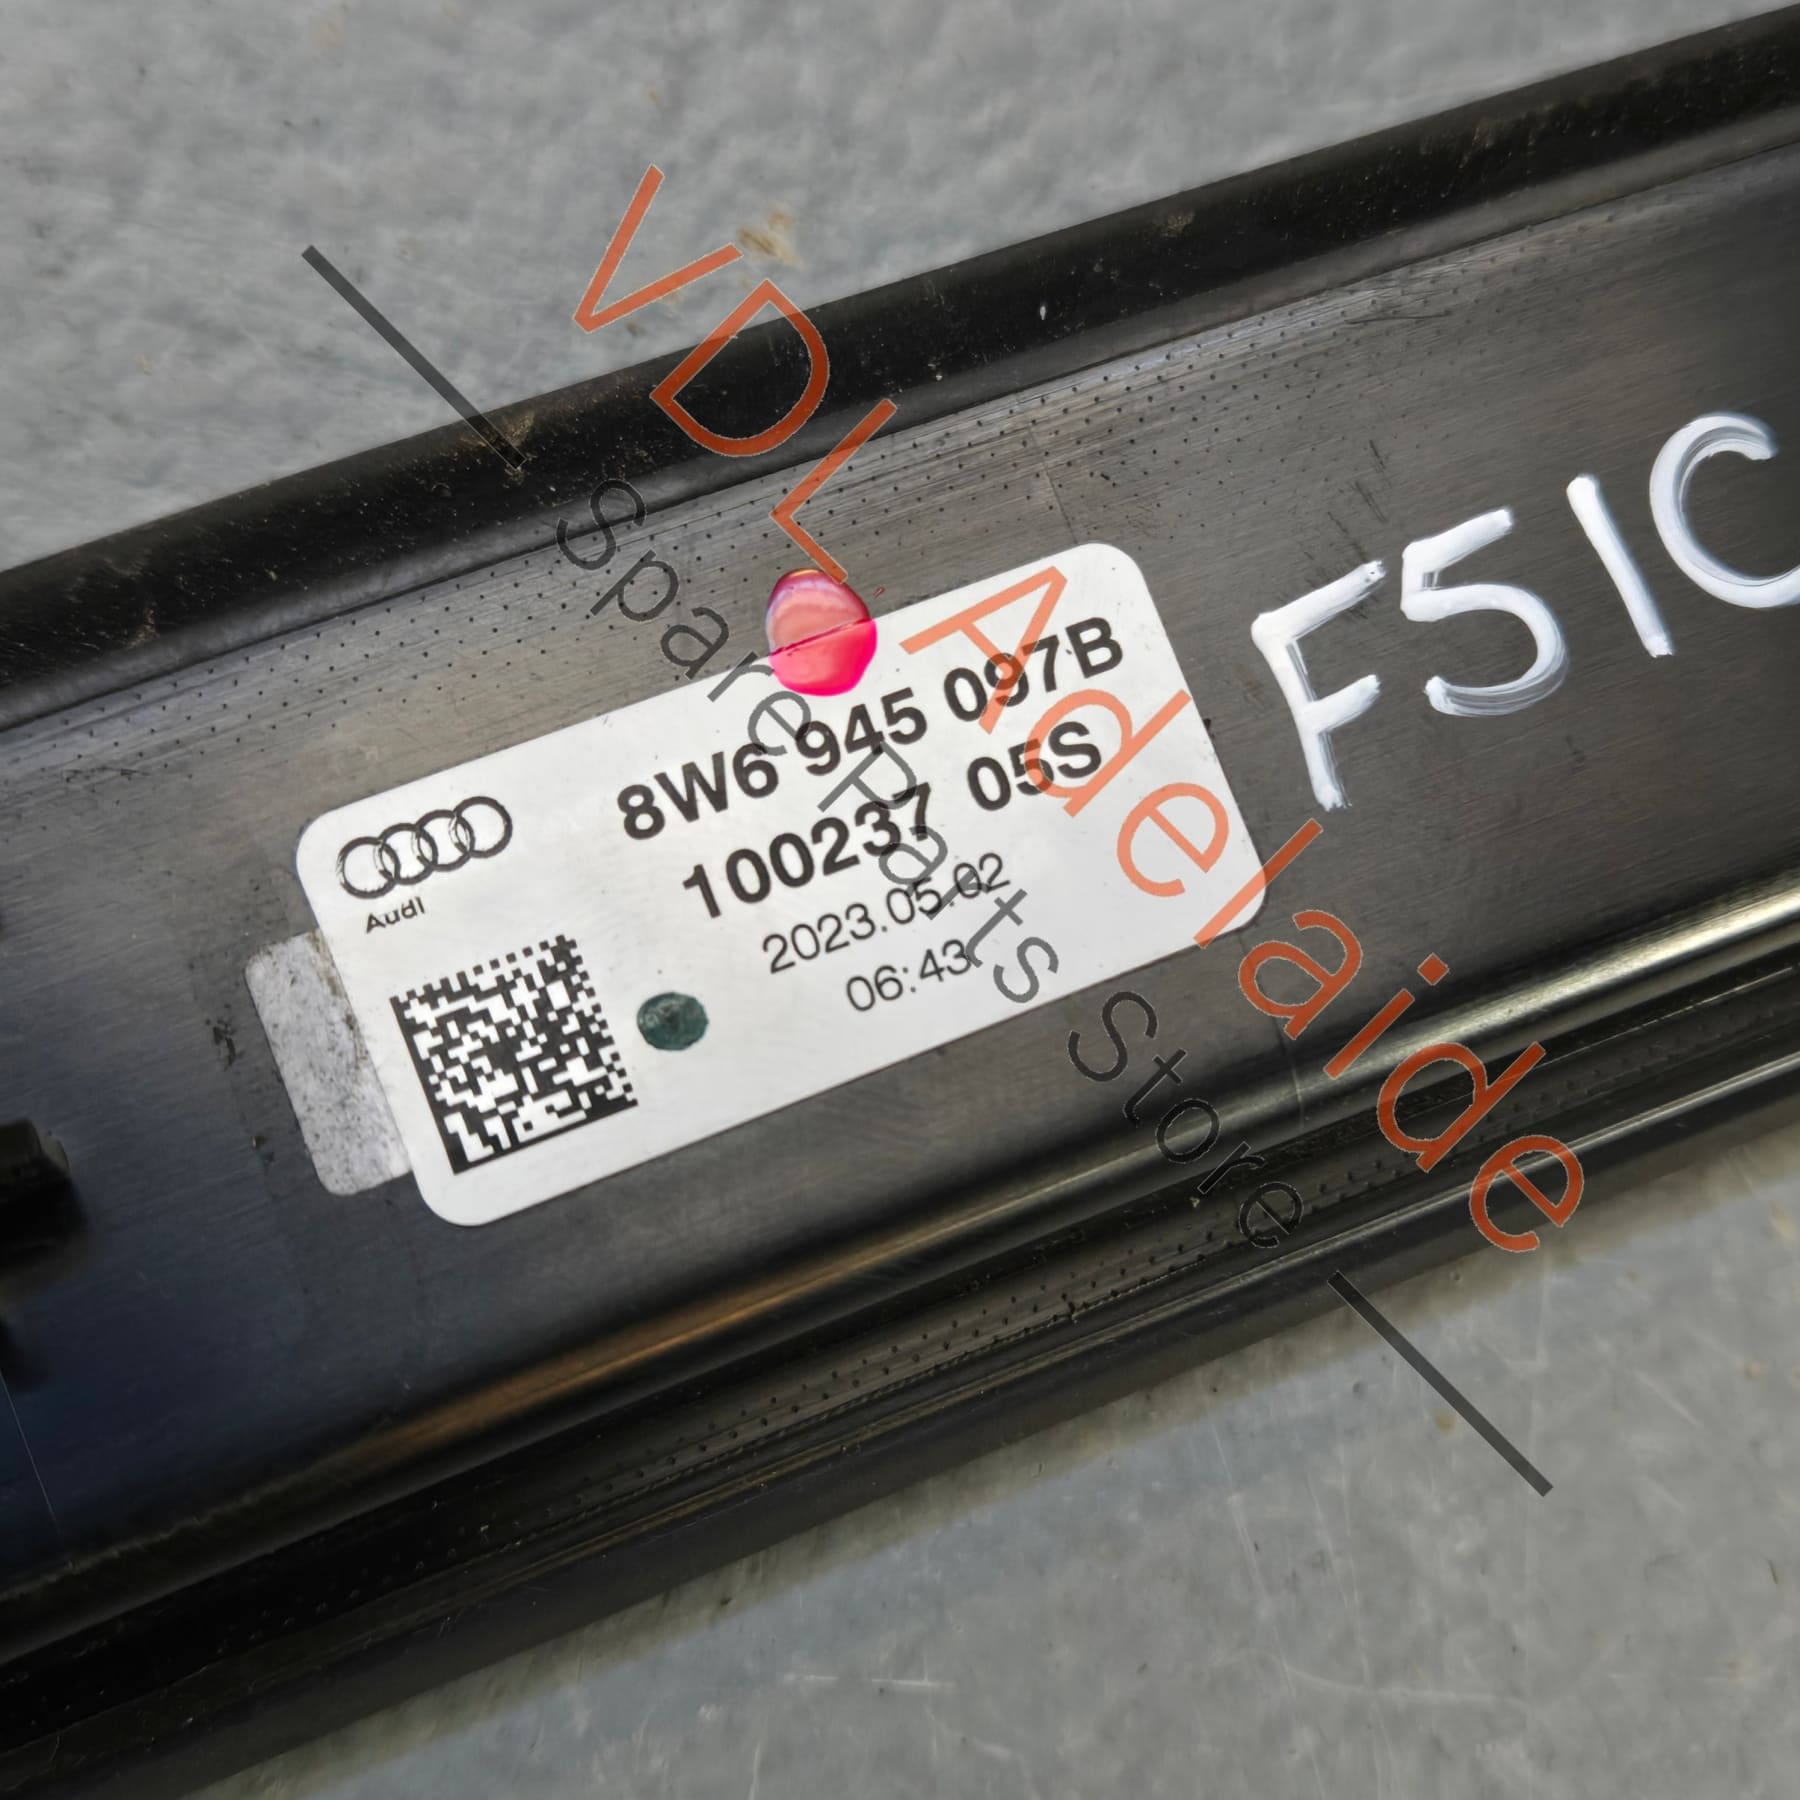 VDL Adelaide
Spare Parts Store
8W6 945 097B
100237 05S
2023.05.02
06:43
Audi
F51C